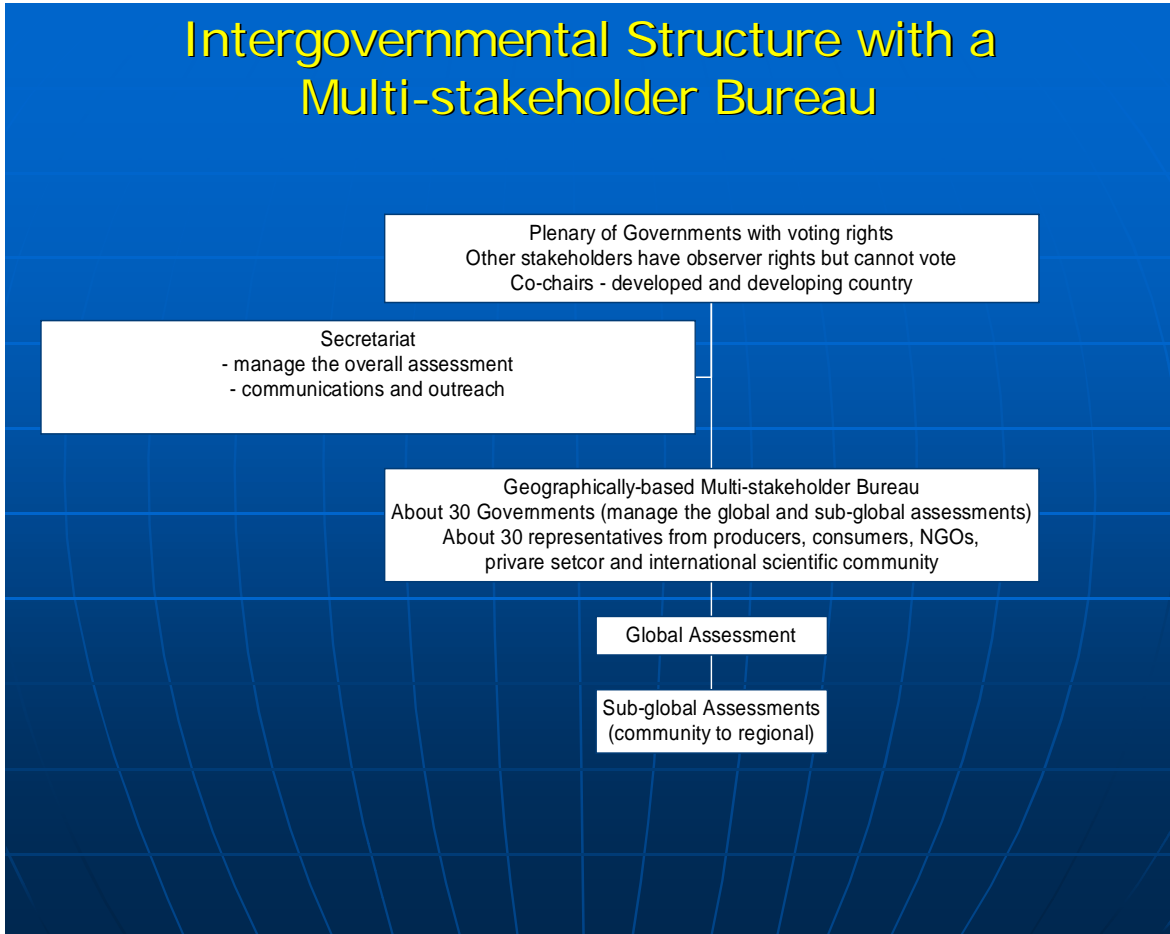 Intergovernmental Structure with a
Multi-stakeholder Bureau
Plenary of Governments with voting rights
Other stakeholders have observer rights but cannot vote
Co-chairs - developed and developing country
Secretariat
- manage the overall assessment
- communications and outreach
Geographically-based Multi-stakeholder Bureau
About 30 Governments (manage the global and sub-global assessments)
About 30 representatives from producers, consumers, NGOs,
private setcor and international scientific community
Global Assessment
Sub-global Assessments
(community to regional)